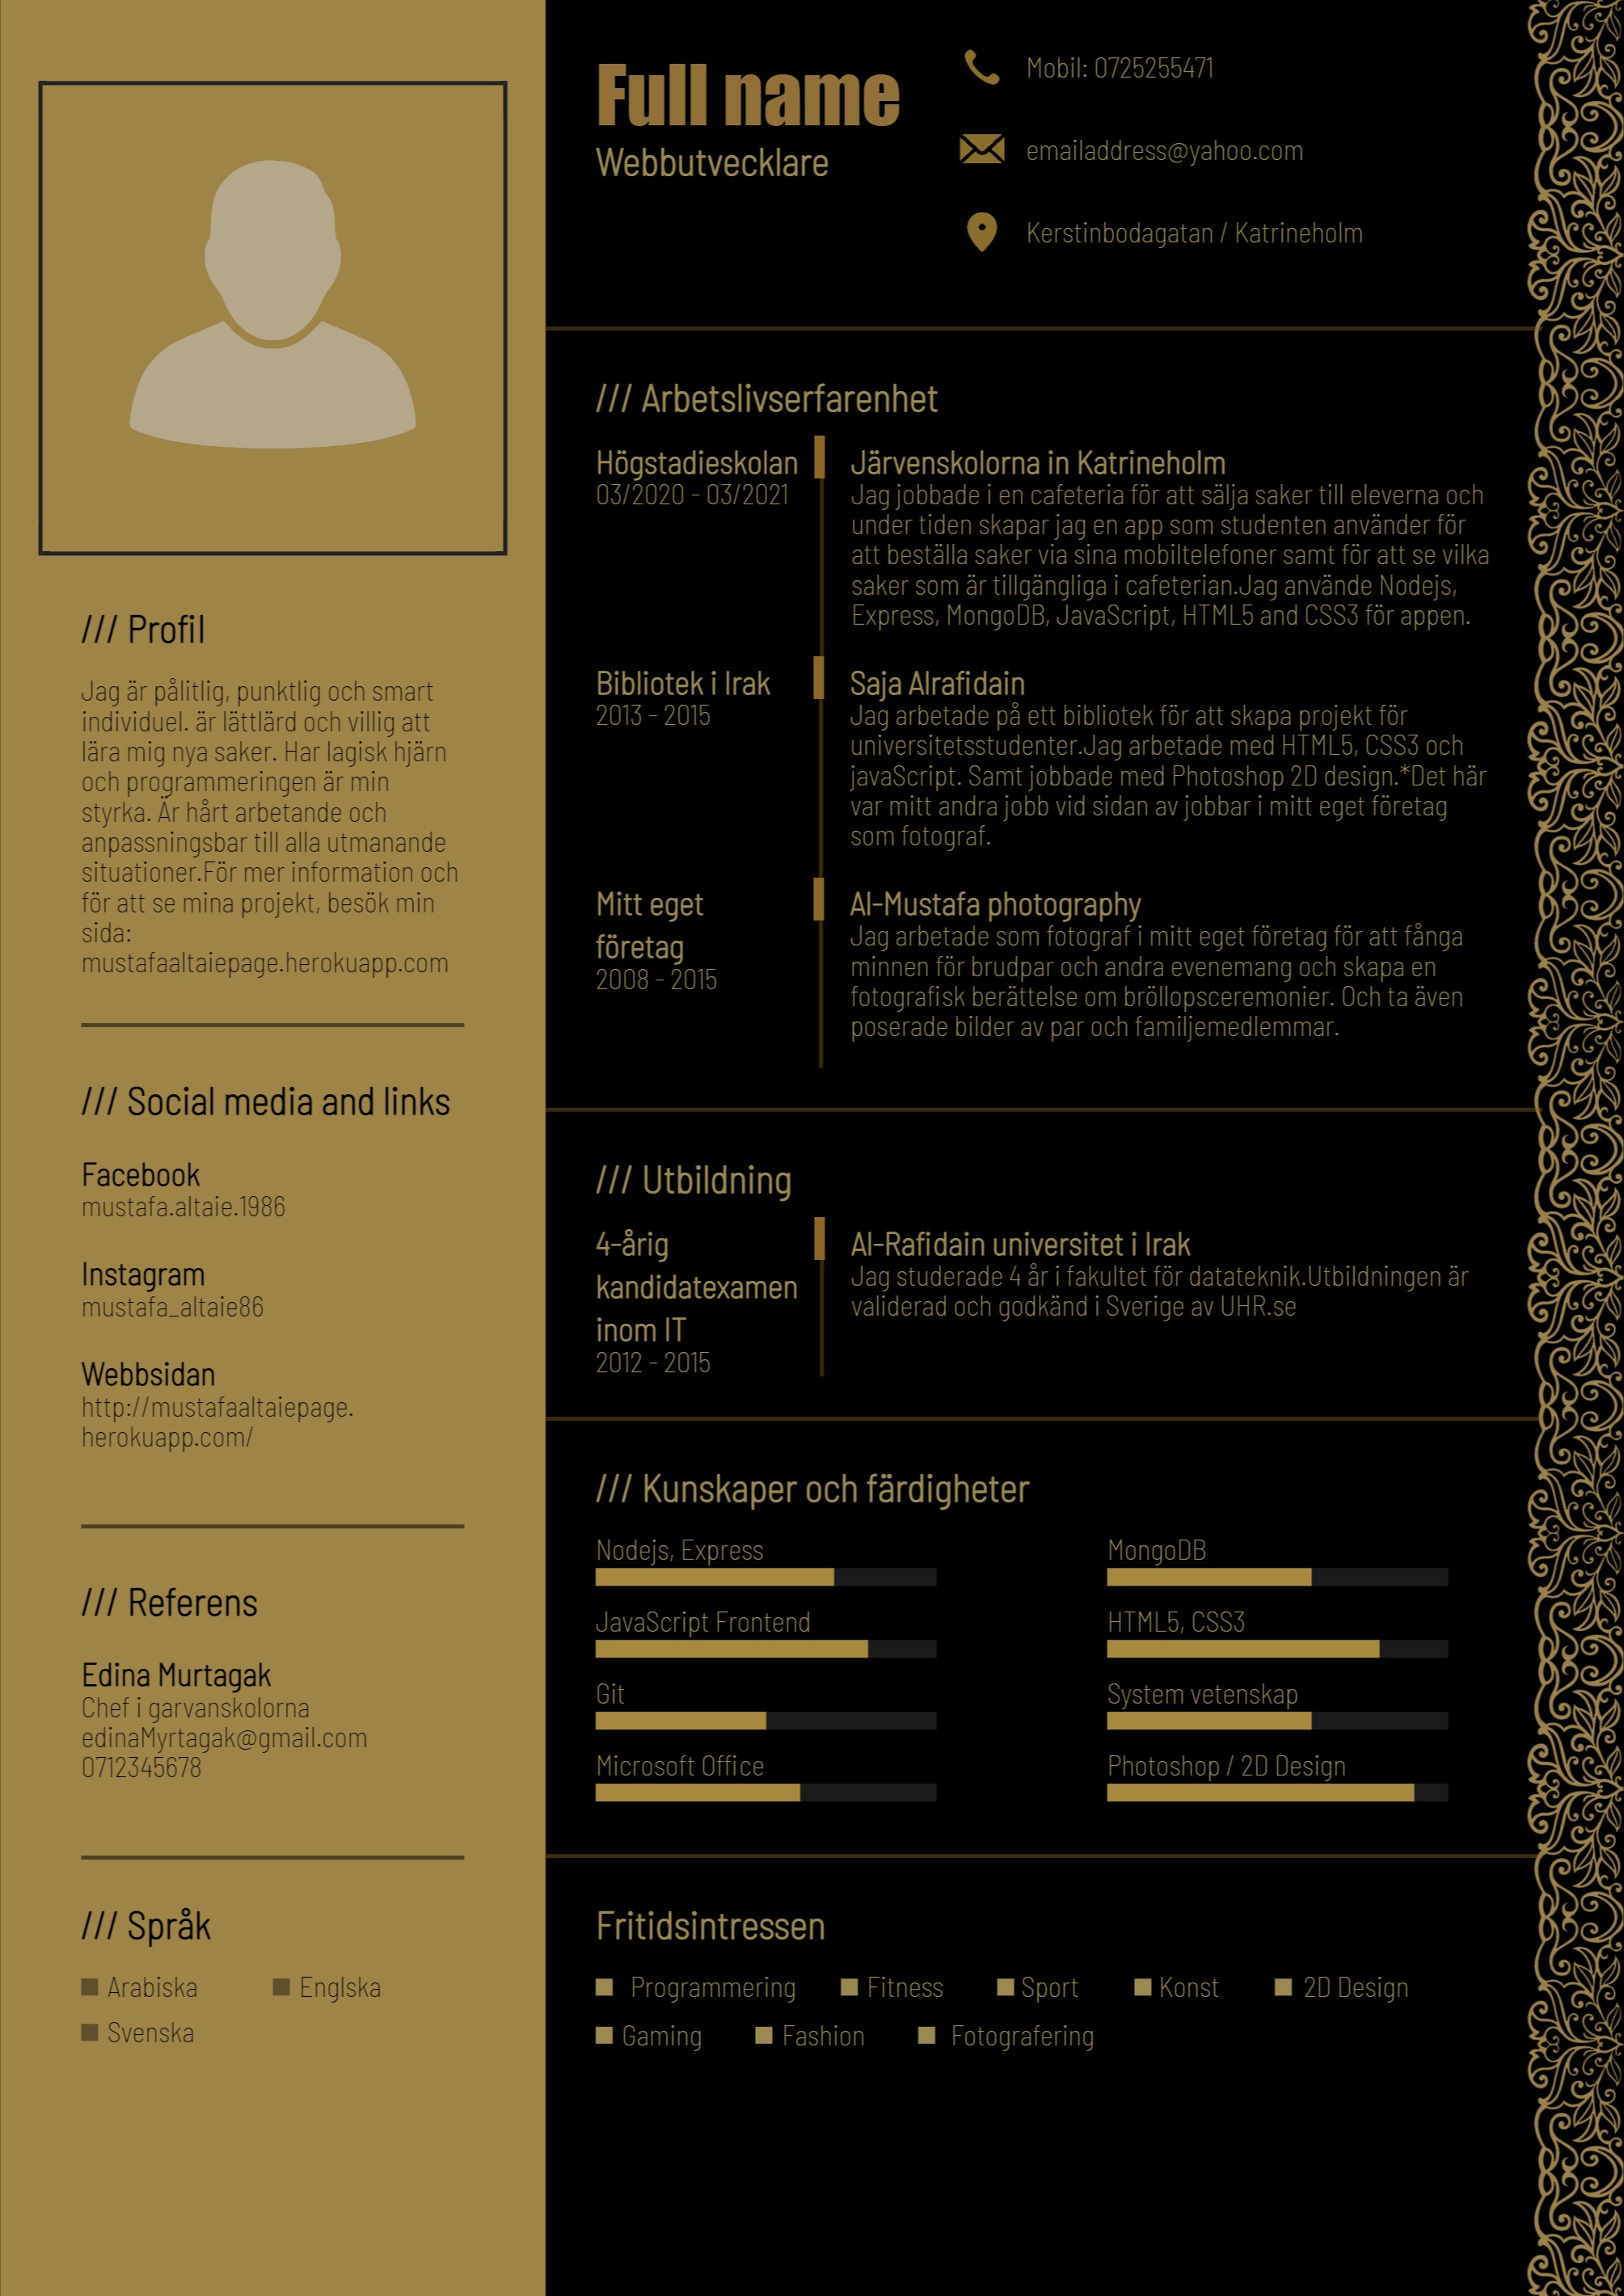 /// Profil
Jag är pålitlig, punktlig och smart
individuel. är lättlärd och villig att
lära mig nya saker. Har lagisk hjärn
och programmeringen är min
styrka. Är hårt arbetande och
anpassningsbar till alla utmanande
situationer.För mer information och
för att se mina projekt, besök min
sida:
mustafaaltaiepage.herokuapp.com
/// Social media and links
Facebook
mustafa.altaie.1986
Instagram
mustafa_altaie86
Webbsidan
http://mustafaaltaiepage.
herokuapp.com/
/// Referens
Edina Murtagak
Chef i garvanskolorna
edinaMyrtagak@gmail.com
0712345678
/// Språk
Arabiska Englska
Svenska
Full name
Webbutvecklare
Mobil: 0725255471
emailaddress@yahoo.com
Kerstinbodagatan / Katrineholm
/// Arbetslivserfarenhet
Högstadieskolan
03/2020 - 03/2021
Järvenskolorna in Katrineholm
Jag jobbade i en cafeteria för att sälja saker till eleverna och
under tiden skapar jag en app som studenten använder för
att beställa saker via sina mobiltelefoner samt för att se vilka
saker som är tillgängliga i cafeterian.Jag använde Nodejs,
Express, MongoDB, JavaScript, HTML5 and CSS3 för appen.
Bibliotek i Irak
2013 - 2015
Saja Alrafidain
Jag arbetade på ett bibliotek för att skapa projekt för
universitetsstudenter.Jag arbetade med HTML5, CSS3 och
javaScript. Samt jobbade med Photoshop 2D design.*Det här
var mitt andra jobb vid sidan av jobbar i mitt eget företag
som fotograf.
Mitt eget
företag
2008 - 2015
Al-Mustafa photography
Jag arbetade som fotograf i mitt eget företag för att fånga
minnen för brudpar och andra evenemang och skapa en
fotografisk berättelse om bröllopsceremonier. Och ta även
poserade bilder av par och familjemedlemmar.
/// Utbildning
4-årig
kandidatexamen
inom IT
2012 - 2015
Al-Rafidain universitet i Irak
Jag studerade 4 år i fakultet för datateknik.Utbildningen är
validerad och godkänd i Sverige av UHR.se
/// Kunskaper och färdigheter
Nodejs, Express MongoDB
JavaScript Frontend HTML5, CSS3
Git System vetenskap
Microsoft Office Photoshop / 2D Design
Fritidsintressen
Programmering Fitness Sport Konst 2D Design
Gaming Fashion Fotografering